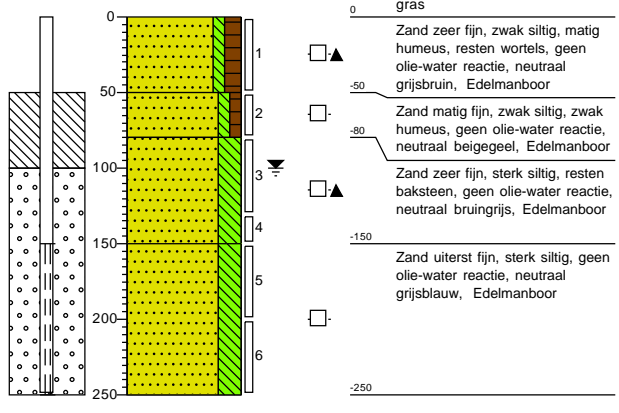 gras
0
Zand zeer fijn, zwak siltig, matig
humeus, resten wortels, geen
olie-water reactie, neutraal
grijsbruin, Edelmanboor
-50
Zand matig fijn, zwak siltig, zwak
humeus, geen olie-water reactie,
neutraal beigegeel, Edelmanboor
-80
Zand zeer fijn, sterk siltig, resten
baksteen, geen olie-water reactie,
neutraal bruingrijs, Edelmanboor
-150
Zand uiterst fijn, sterk siltig, geen
olie-water reactie, neutraal
grijsblauw, Edelmanboor
-250
0
50
100
150
200
250
1
2
3
4
5
6